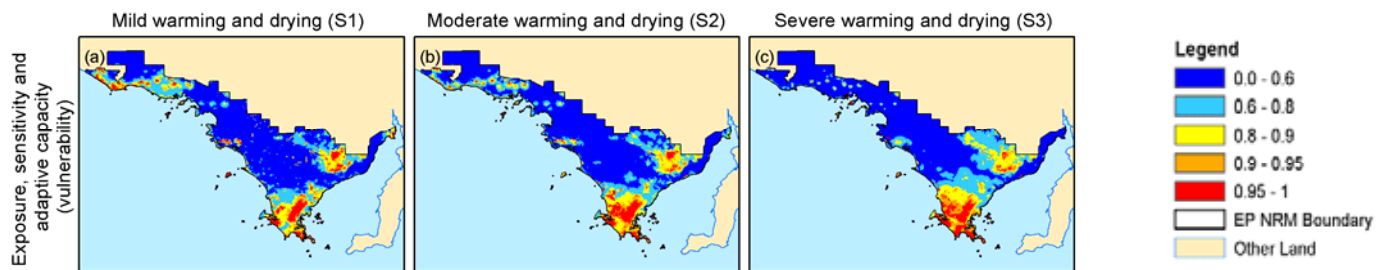 Mild warming and drying (S1)
Moderate warming and drying (S2)
Severe warming and drying (S3)
Exposure, sensitivity and
adaptive capacity
(vulnerability)
(a)
(b)
(c)
Legend
0.0 - 0.6
0.6 - 0.8
0.8 - 0.9
0.9 - 0.95
0.95 - 1
EP NRM Boundary
Other Land